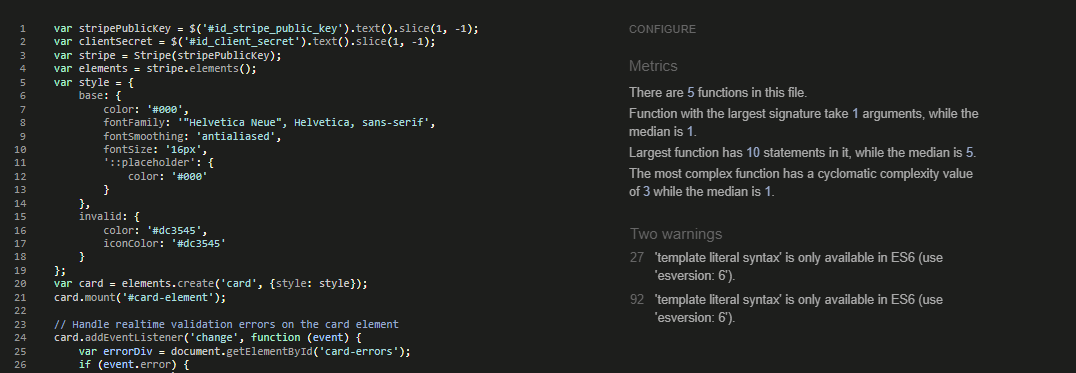 1 var stripePublicKey = $('#id_stripe_public_key').text().slice(1, -1);
2 var clientSecret = $('#id_client_secret').text().slice(1, -1);
3 var stripe = Stripe(stripePublicKey);
4 var elements = stripe.elements();
5 var style = {
6 base: {
7 color: '#000',
8 fontFamily: '"Helvetica Neue", Helvetica, sans-serif',
9 fontSmoothing: 'antialiased',
10 fontSize: '16px',
11 '::placeholder': {
12 color: '#000'
13 }
14 },
15 invalid: {
16 color: '#dc3545',
17 iconColor: '#dc3545'
18 }
19 };
20 var card = elements.create('card', {style: style});
21 card.mount('#card-element');
22
23 // Handle realtime validation errors on the card element
24 card.addEventListener('change', function (event) {
25 var errorDiv = document.getElementById('card-errors');
26 if (event.error) {
CONFIGURE
Metrics
There are 5 functions in this file.
Function with the largest signature take 1 arguments, while the
median is 1.
Largest function has 10 statements in it, while the median is 5.
The most complex function has a cyclomatic complexity value
of 3 while the median is 1.
Two warnings
27 'template literal syntax' is only available in ES6 (use
'esversion: 6').
92 'template literal syntax' is only available in ES6 (use
'esversion: 6').